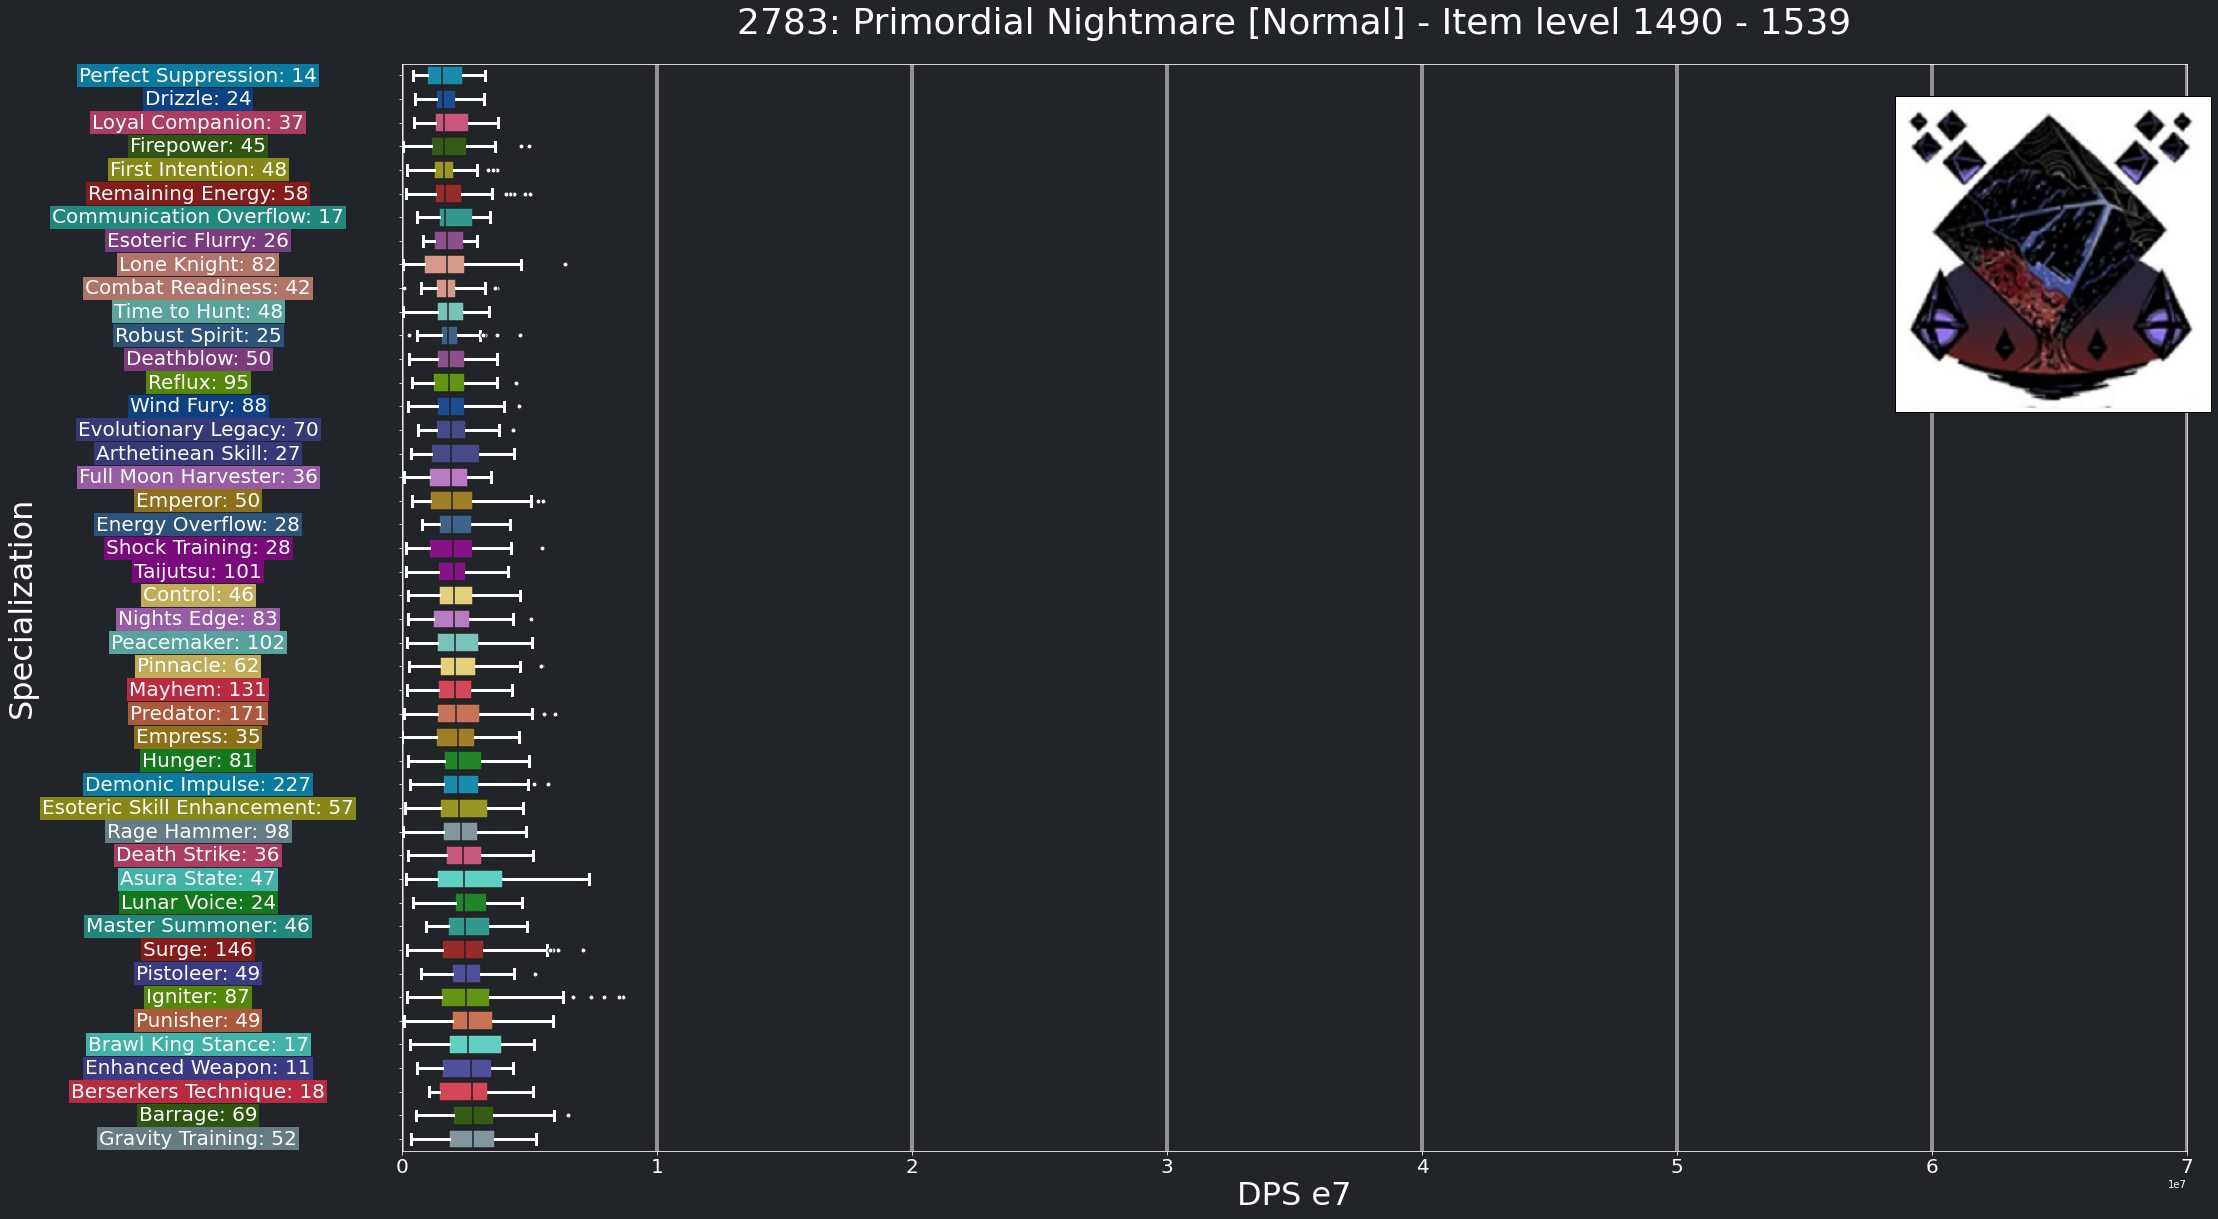 2783: Primordial Nightmare [Normal] - Item level 1490 - 1539
Specialization
Perfect Suppression: 14
Drizzle: 24
Loyal Companion: 37
Firepower: 45
First Intention: 48
Remaining Energy: 58
Communication Overflow: 17
Esoteric Flurry: 26
Lone Knight: 82
Combat Readiness: 42
Time to Hunt: 48
Robust Spirit: 25
Deathblow: 50
Reflux: 95
Wind Fury: 88
Evolutionary Legacy: 70
Arthetinean Skill: 27
Full Moon Harvester: 36
Emperor: 50
Energy Overflow: 28
Shock Training: 28
Taijutsu: 101
Control: 46
Nights Edge: 83
Peacemaker: 102
Pinnacle: 62
Mayhem: 131
Predator: 171
Empress: 35
Hunger: 81
Demonic Impulse: 227
Esoteric Skill Enhancement: 57
Rage Hammer: 98
Death Strike: 36
Asura State: 47
Lunar Voice: 24
Master Summoner: 46
Surge: 146
Pistoleer: 49
Igniter: 87
Punisher: 49
Brawl King Stance: 17
Enhanced Weapon: 11
Berserkers Technique: 18
Barrage: 69
Gravity Training: 52
0 1 2 3 4 5 6 7
1e7
DPS e7